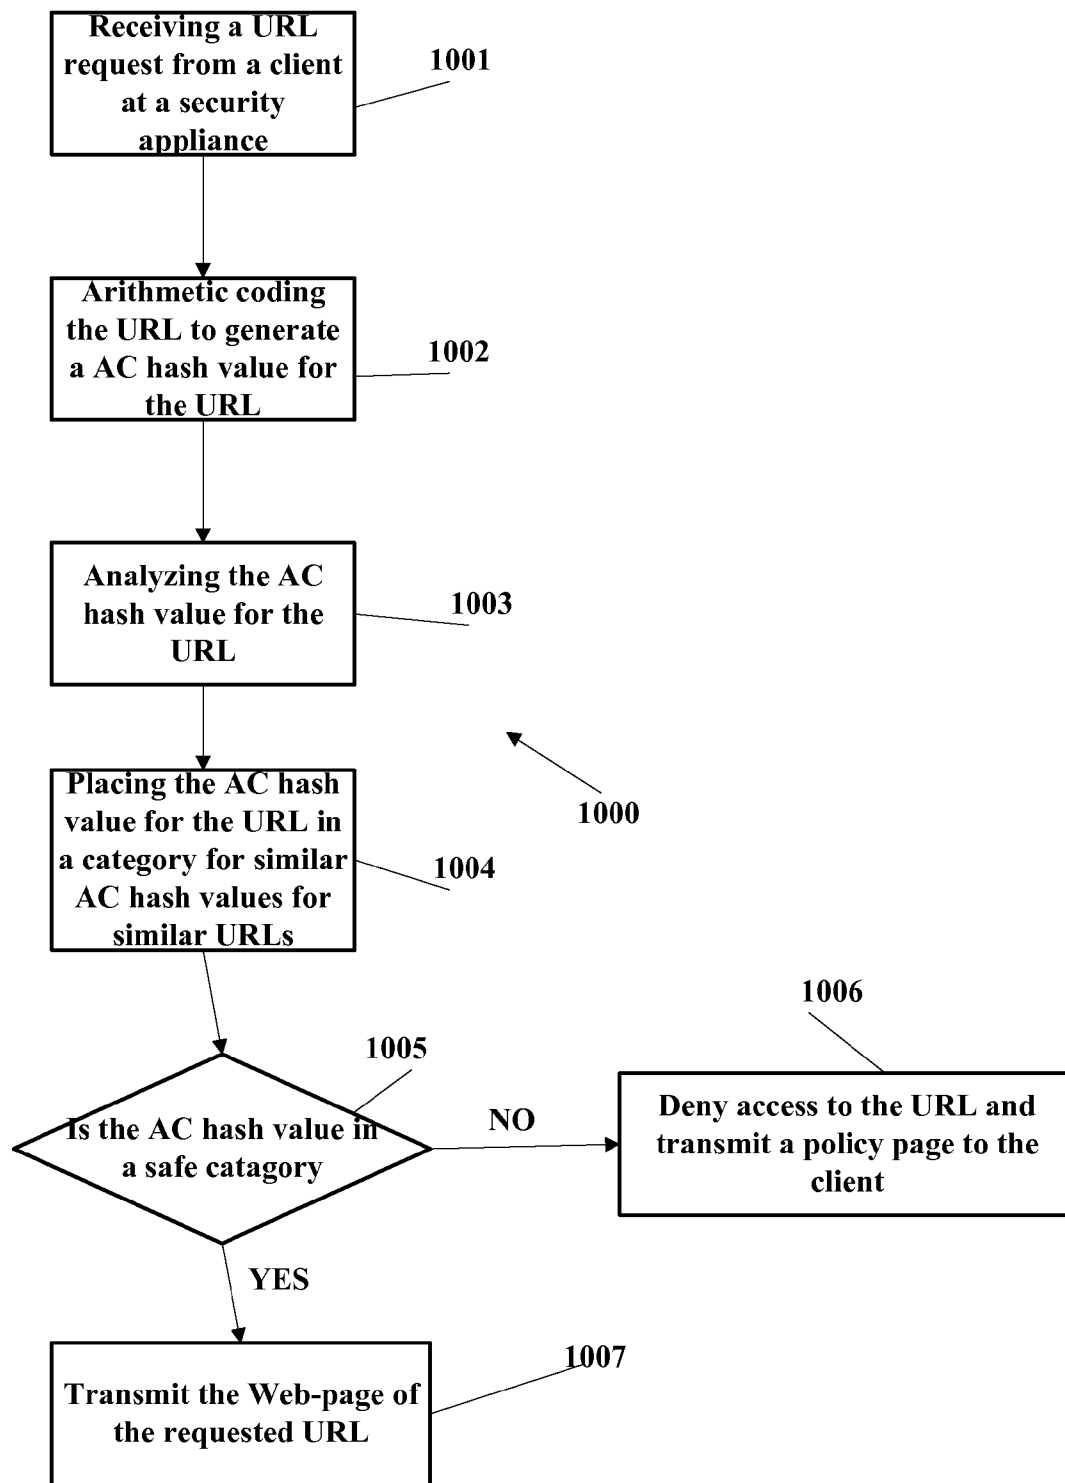 Receiving a URL
request from a client
at a security
appliance
1001
Arithmetic coding
the URL to generate
a AC hash value for
the URL
1002
Analyzing the AC
hash value for the
URL
1003
1000
Placing the AC hash
value for the URL in
a category for similar
AC hash values for
similar URLs
1004
1005
Is the AC hash value in
a safe catagory
NO
1006
Deny access to the URL and
transmit a policy page to the
client
YES
1007
Transmit the Web-page of
the requested URL